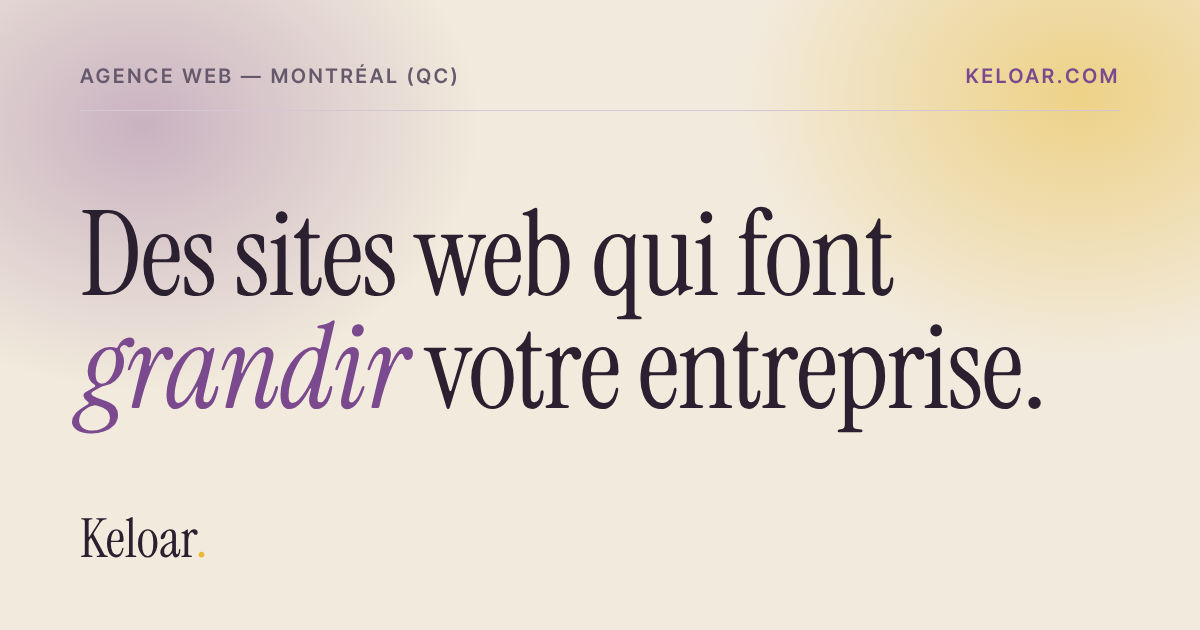 AGENCE WEB — MONTRÉAL (QC)
KELOAR.COM
Des sites web qui font
grandir votre entreprise.
Keloar.